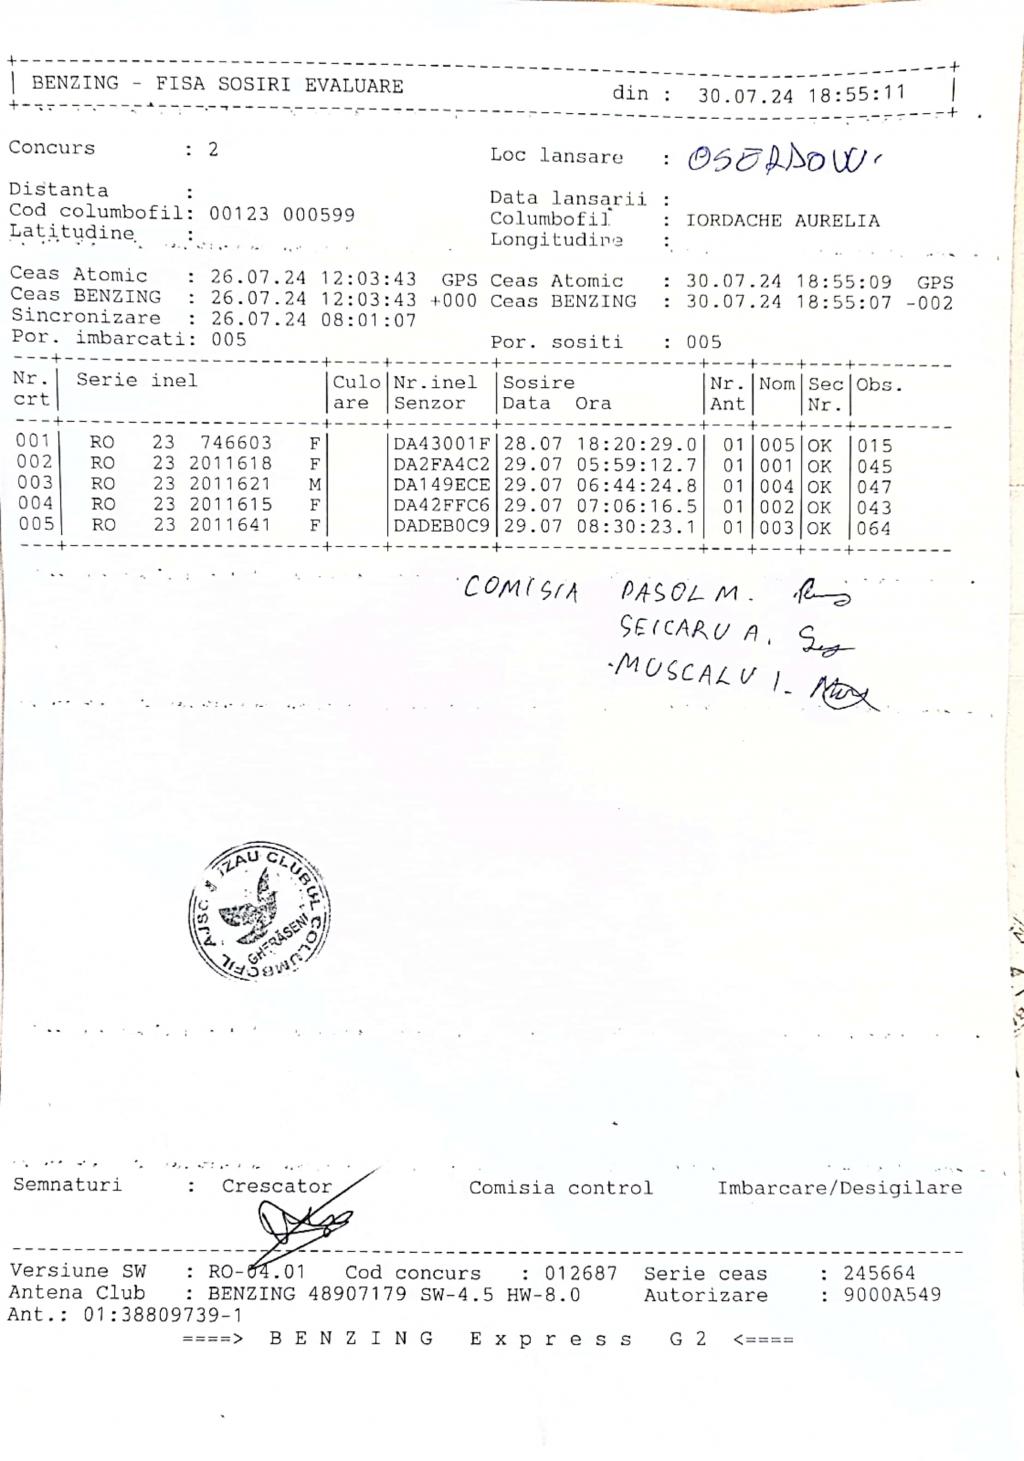 BENZING - FISA SOSIRI EVALUARE din : 30.07.24 18:55:11
Concurs : 2 Loc lansare : OSERDOW
Distanta : Data lansarii :
Cod columbofil: 00123 000599 Columbofil : IORDACHE AURELIA
Latitudine : Longitudine :
Ceas Atomic : 26.07.24 12:03:43 GPS Ceas Atomic : 30.07.24 18:55:09 GPS
Ceas BENZING : 26.07.24 12:03:43 +000 Ceas BENZING : 30.07.24 18:55:07 -002
Sincronizare : 26.07.24 08:01:07
Por. imbarcati: 005 Por. sositi : 005
Nr. Serie inel Culo Nr.inel Sosire Nr. Nom Sec Obs.
crt are Senzor Data Ora Ant Nr.
001 RO 23 746603 F DA43001F 28.07 18:20:29.0 01 005 OK 015
002 RO 23 2011618 F DA2FA4C2 29.07 05:59:12.7 01 001 OK 045
003 RO 23 2011621 M DA149ECE 29.07 06:44:24.8 01 004 OK 047
004 RO 23 2011615 F DA42FFC6 29.07 07:06:16.5 01 002 OK 043
005 RO 23 2011641 F DADEB0C9 29.07 08:30:23.1 01 003 OK 064
COMISIA PASOL M.
SEICARU A.
MUSCALU I.
CLUBUL COLUMBOFIL
GHERĂSENI
Semnaturi : Crescator Comisia control Imbarcare/Desigilare
Versiune SW : RO-04.01 Cod concurs : 012687 Serie ceas : 245664
Antena Club : BENZING 48907179 SW-4.5 HW-8.0 Autorizare : 9000A549
Ant.: 01:38809739-1
====> BENZING Express G2 <====